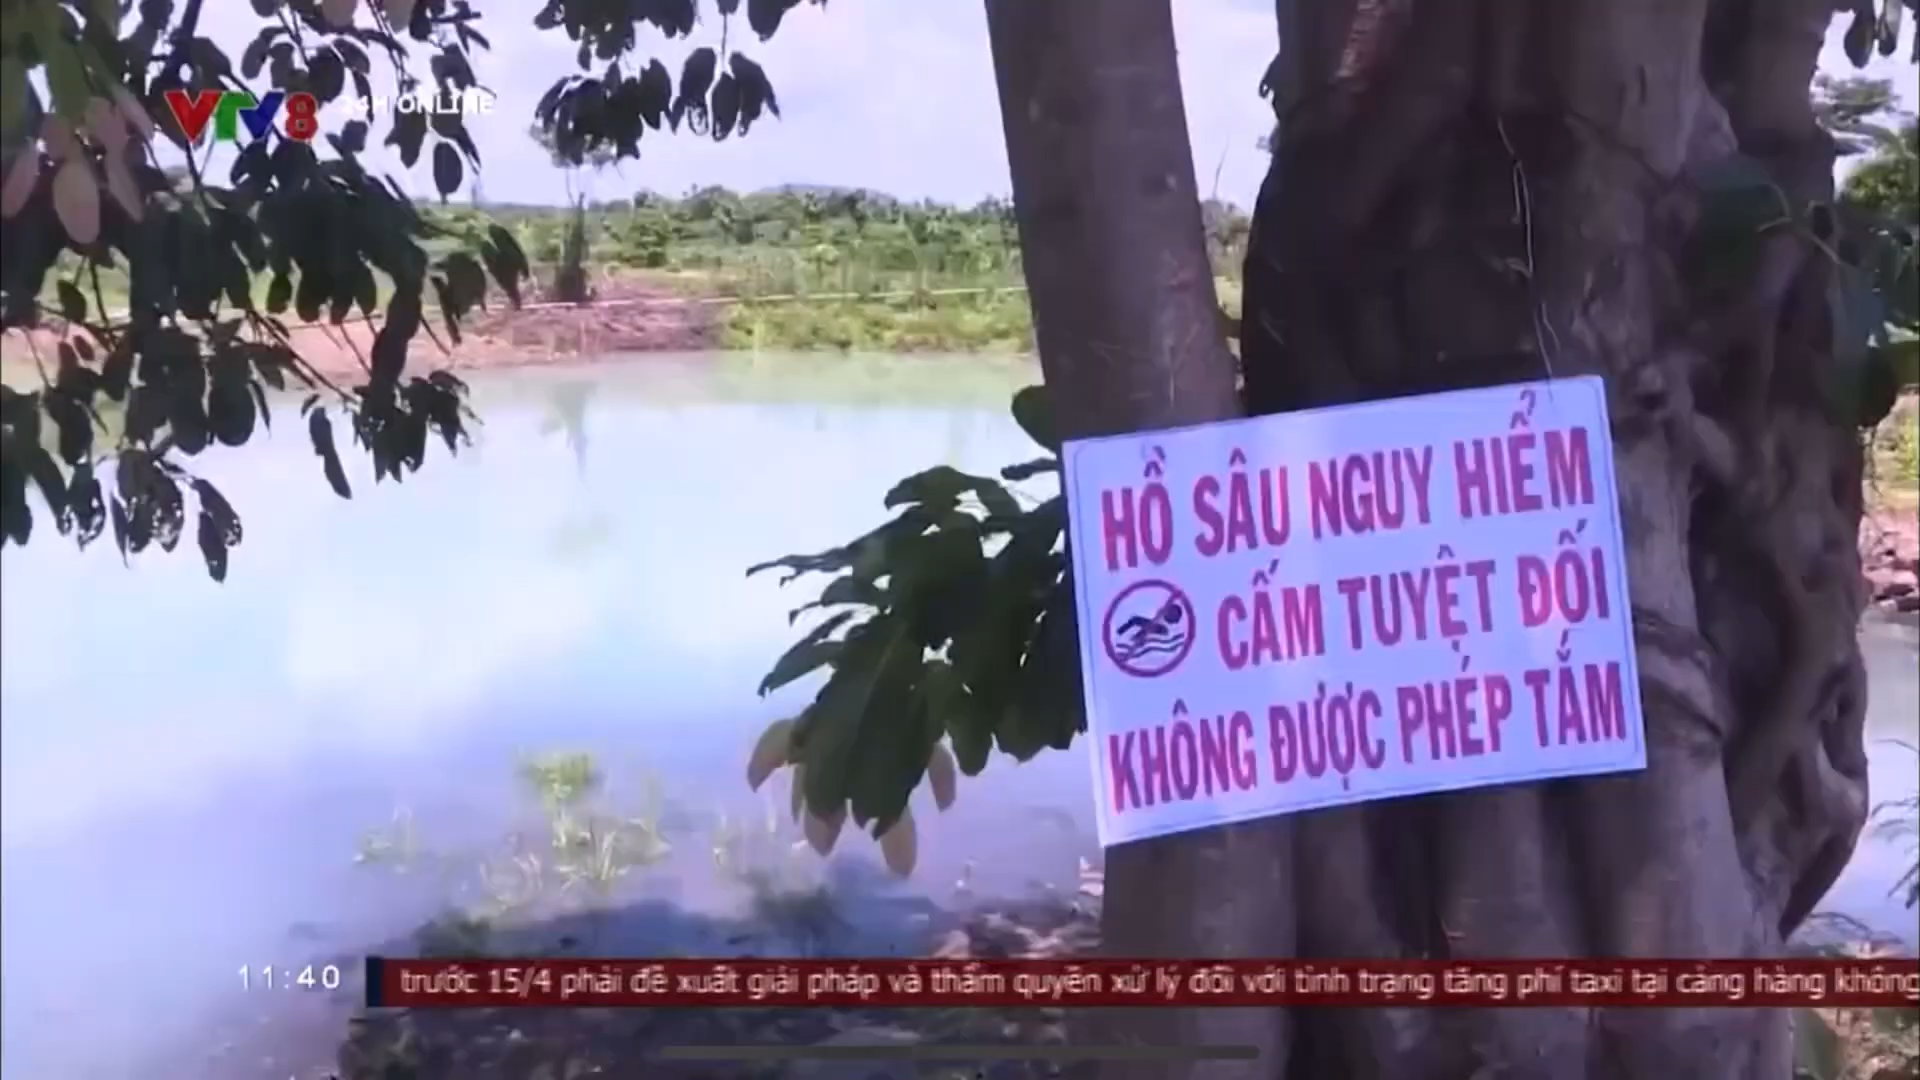 VTV8 24H ONLINE
HỒ SÂU NGUY HIỂM
CẤM TUYỆT ĐỐI
KHÔNG ĐƯỢC PHÉP TẮM
11:40
trước 15/4 phải đề xuất giải pháp và thẩm quyền xử lý đối với tình trạng tăng phí taxi tại cảng hàng không